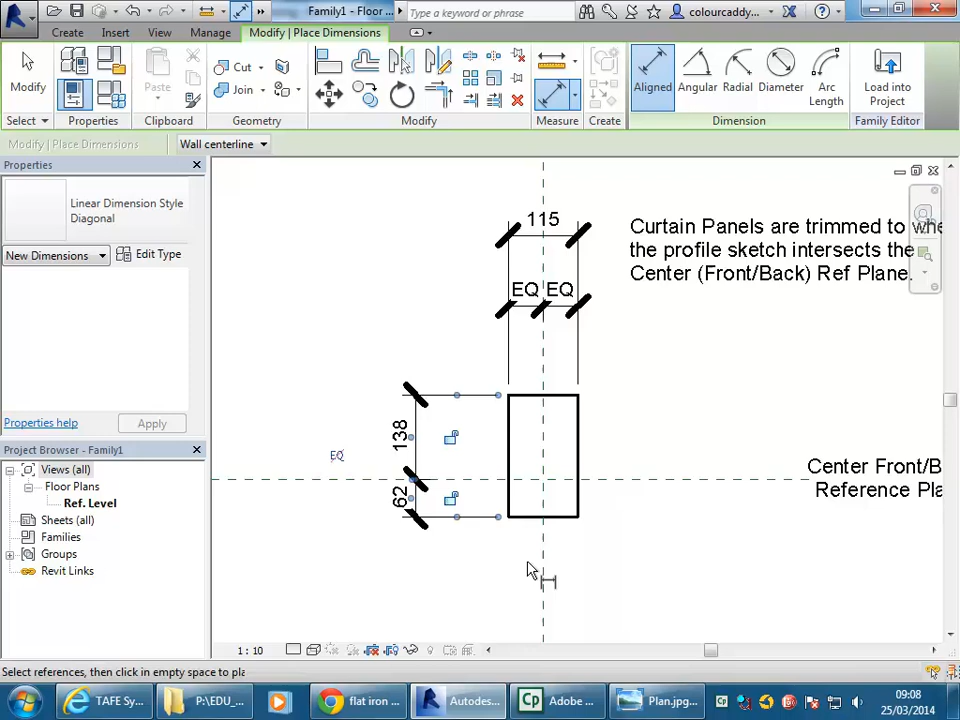 Family1 - Floor ...
Type a keyword or phrase
colourcaddy...
Create
Insert
View
Manage
Modify | Place Dimensions
Modify
Paste
Cut
Join
Aligned
Angular
Radial
Diameter
Arc
Length
Load into
Project
Select
Properties
Clipboard
Geometry
Modify
Measure
Create
Dimension
Family Editor
Modify | Place Dimensions
Wall centerline
Properties
Linear Dimension Style
Diagonal
New Dimensions
Edit Type
Properties help
Apply
Project Browser - Family1
Views (all)
Floor Plans
Ref. Level
Sheets (all)
Families
Groups
Revit Links
115
EQ EQ
138
62
EQ
Curtain Panels are trimmed to whe
the profile sketch intersects the
Center (Front/Back) Ref Plane.
Center Front/B
Reference Pla
1 : 10
Select references, then click in empty space to pla
TAFE Sy...
P:\EDU_...
flat iron ...
Autodes...
Adobe ...
Plan.jpg...
09:08
25/03/2014